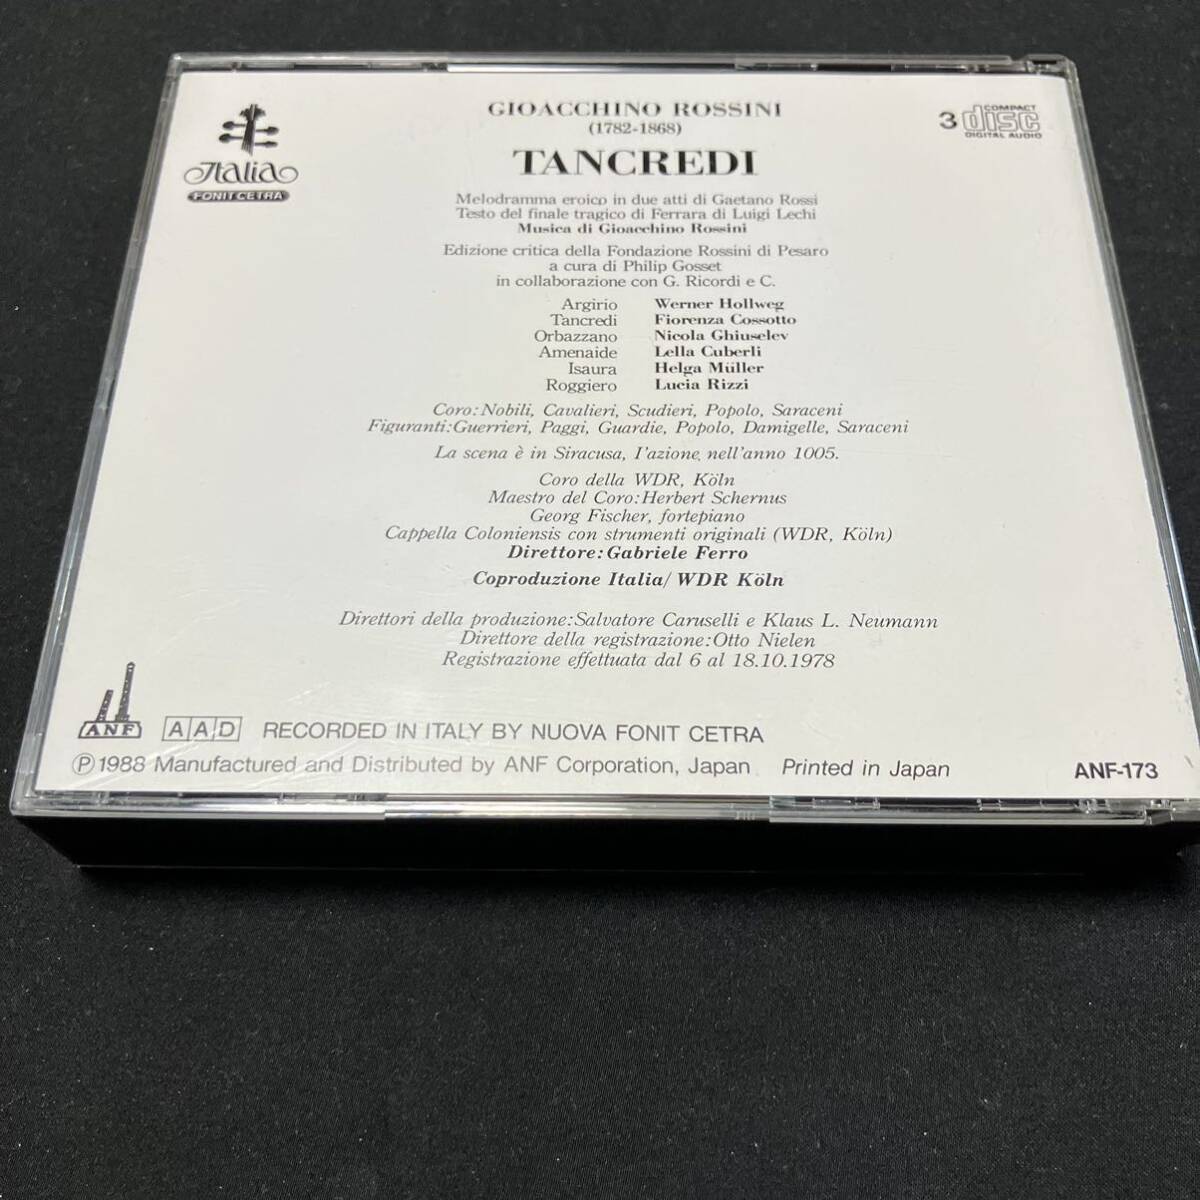 Italia
FONIT CETRA
GIOACCHINO ROSSINI
(1782-1868)
TANCREDI
3 COMPACT
disc
DIGITAL AUDIO
Melodramma eroico in due atti di Gaetano Rossi
Testo del finale tragico di Ferrara di Luigi Lechi
Musica di Gioacchino Rossini
Edizione critica della Fondazione Rossini di Pesaro
a cura di Philip Gosset
in collaborazione con G. Ricordi e C.
Argirio Werner Hollweg
Tancredi Fiorenza Cossotto
Orbazzano Nicola Ghiuselev
Amenaide Lella Cuberli
Isaura Helga Müller
Roggiero Lucia Rizzi
Coro: Nobili, Cavalieri, Scudieri, Popolo, Saraceni
Figuranti: Guerrieri, Paggi, Guardie, Popolo, Damigelle, Saraceni
La scena è in Siracusa, I'azione, nell'anno 1005.
Coro della WDR, Köln
Maestro del Coro: Herbert Schernus
Georg Fischer, fortepiano
Cappella Coloniensis con strumenti originali (WDR, Köln)
Direttore: Gabriele Ferro
Coproduzione Italia/ WDR Köln
Direttori della produzione: Salvatore Caruselli e Klaus L. Neumann
Direttore della registrazione: Otto Nielen
Registrazione effettuata dal 6 al 18.10.1978
ANF AAD RECORDED IN ITALY BY NUOVA FONIT CETRA
Ⓟ1988 Manufactured and Distributed by ANF Corporation, Japan Printed in Japan ANF-173